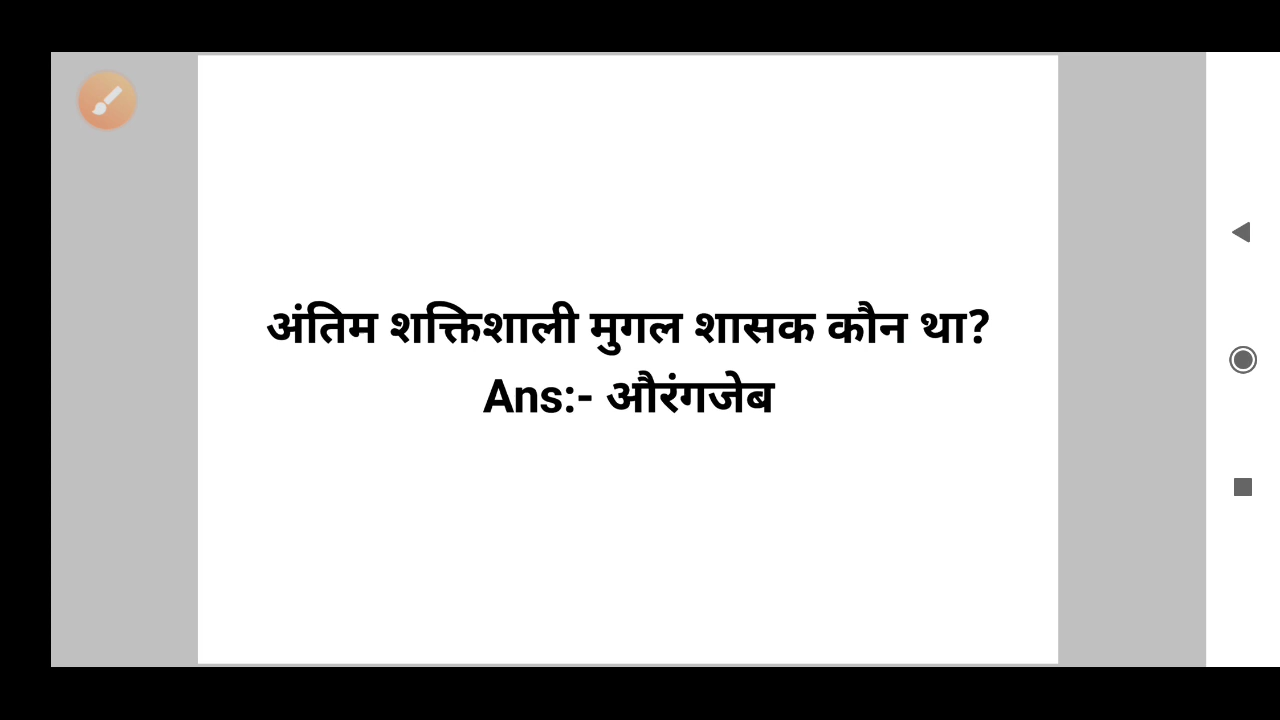 अंतिम शक्तिशाली मुगल शासक कौन था?
Ans:- औरंगजेब